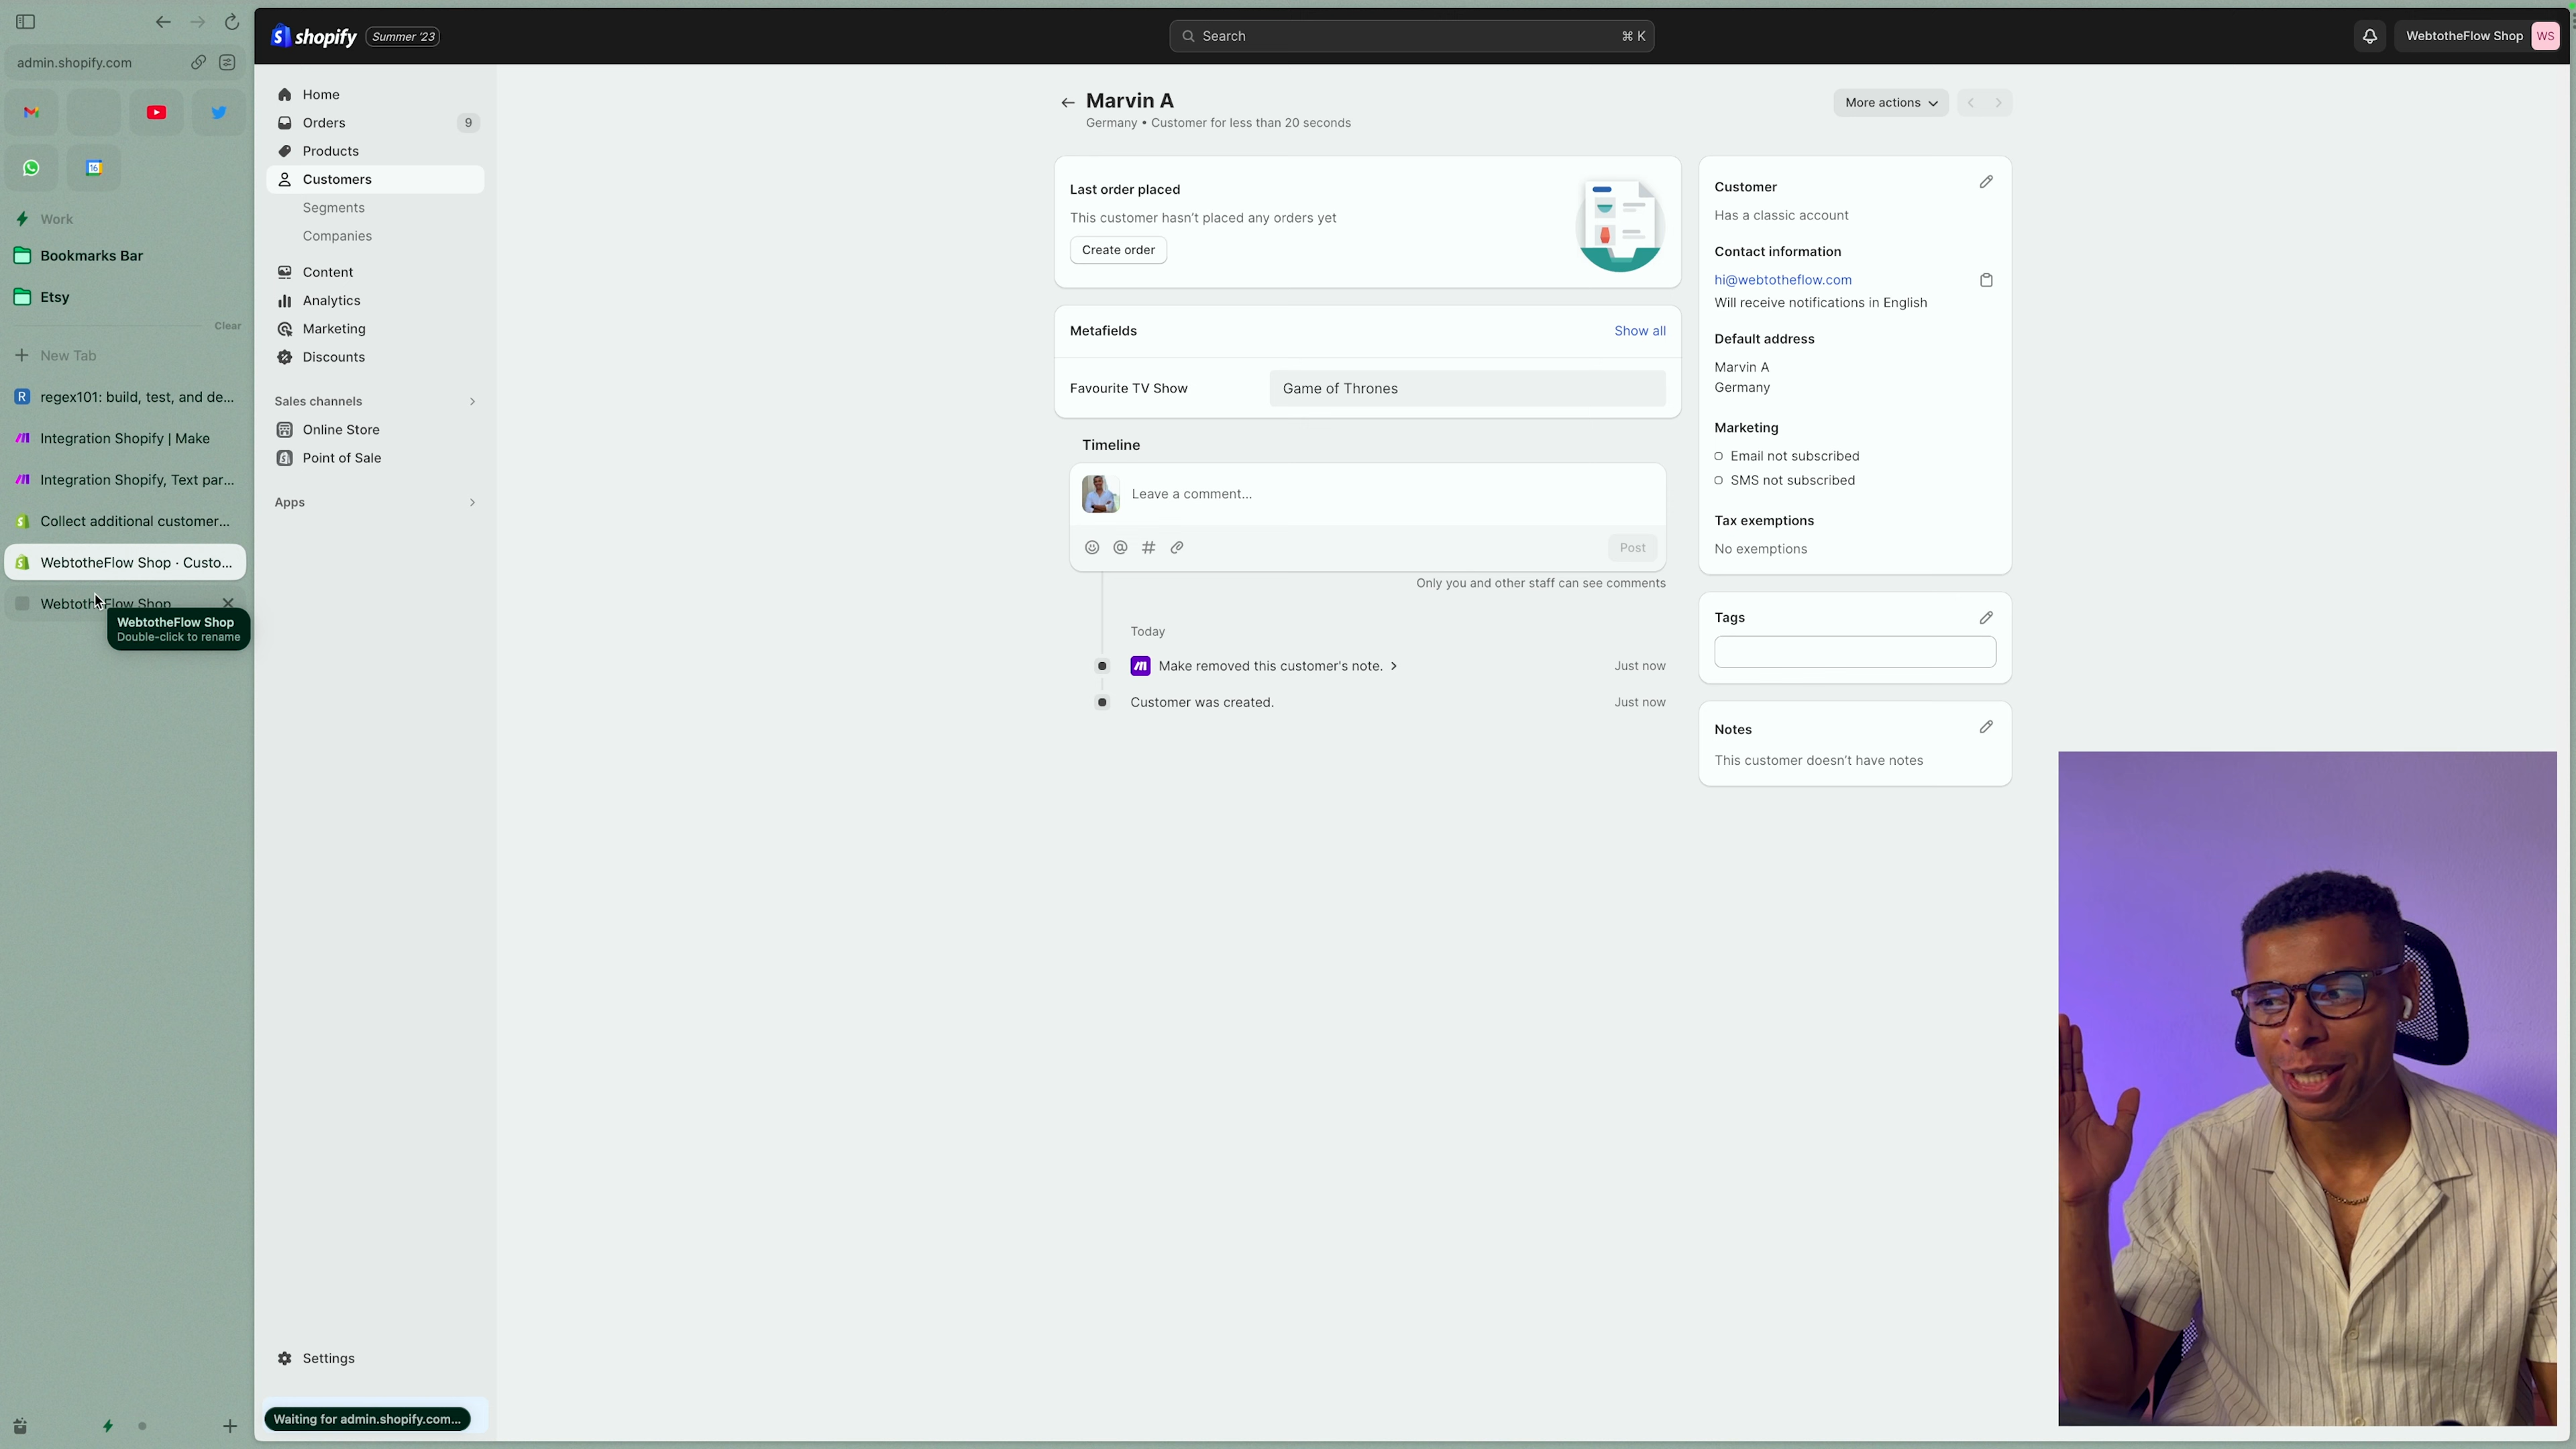 admin.shopify.com
16
Work
Bookmarks Bar
Etsy
Clear
New Tab
R regex101: build, test, and de...
Integration Shopify | Make
Integration Shopify, Text par...
Collect additional customer...
WebtotheFlow Shop · Custo...
WebtotheFlow Shop
WebtotheFlow Shop
Double-click to rename
shopify
Summer '23
Search
⌘ K
WebtotheFlow Shop
WS
Home
Orders
9
Products
Customers
Segments
Companies
Content
Analytics
Marketing
Discounts
Sales channels
Online Store
Point of Sale
Apps
Settings
Waiting for admin.shopify.com...
Marvin A
Germany • Customer for less than 20 seconds
More actions
Last order placed
This customer hasn't placed any orders yet
Create order
Metafields
Show all
Favourite TV Show
Game of Thrones
Timeline
Leave a comment...
Post
Only you and other staff can see comments
Today
Make removed this customer's note.
Just now
Customer was created.
Just now
Customer
Has a classic account
Contact information
hi@webtotheflow.com
Will receive notifications in English
Default address
Marvin A
Germany
Marketing
Email not subscribed
SMS not subscribed
Tax exemptions
No exemptions
Tags
Notes
This customer doesn't have notes